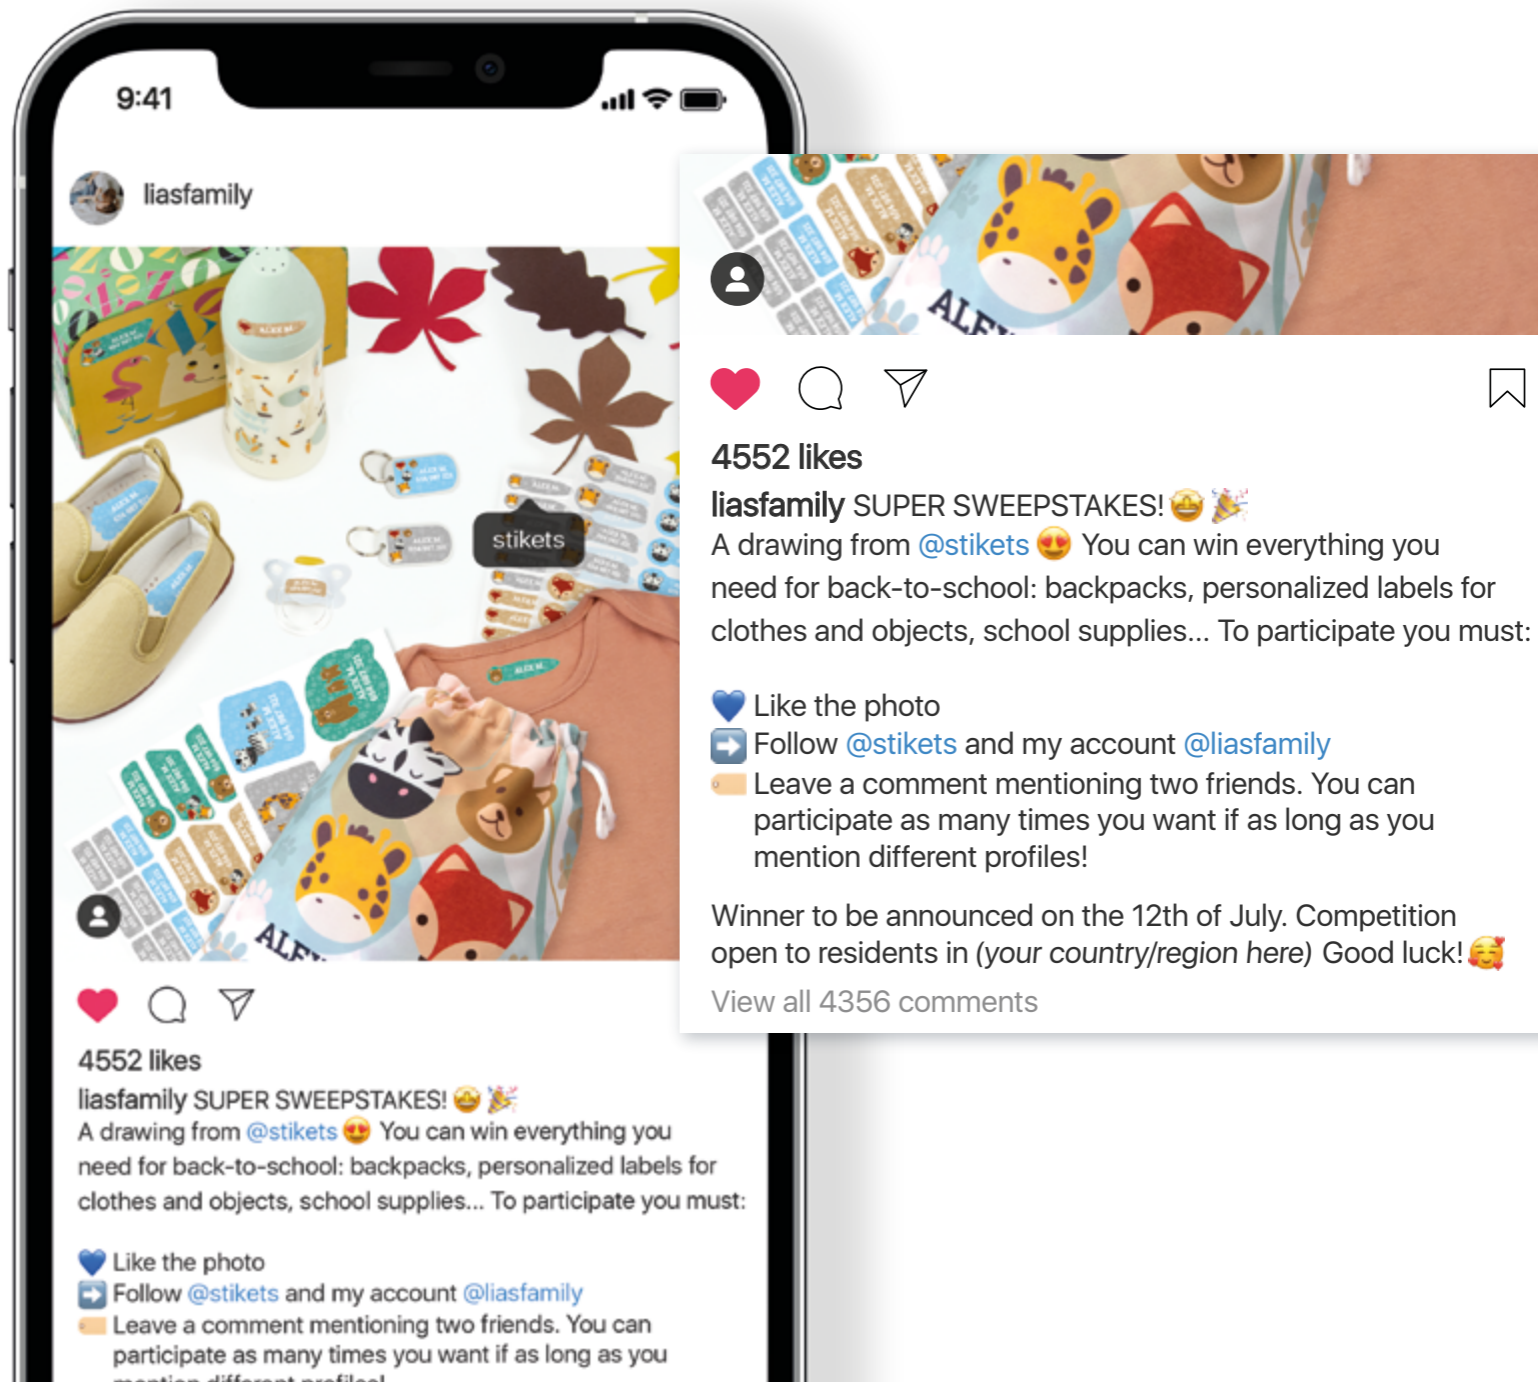 9:41
liasfamily
ALEX M.
stikets
ALEX M.
ALEX M.
4552 likes
liasfamily SUPER SWEEPSTAKES! 🤩 🎉
A drawing from @stikets 😍 You can win everything you
need for back-to-school: backpacks, personalized labels for
clothes and objects, school supplies... To participate you must:
💙 Like the photo
➡️ Follow @stikets and my account @liasfamily
🏷️ Leave a comment mentioning two friends. You can
participate as many times you want if as long as you
mention different profiles!
4552 likes
liasfamily SUPER SWEEPSTAKES! 🤩 🎉
A drawing from @stikets 😍 You can win everything you
need for back-to-school: backpacks, personalized labels for
clothes and objects, school supplies... To participate you must:
💙 Like the photo
➡️ Follow @stikets and my account @liasfamily
🏷️ Leave a comment mentioning two friends. You can
participate as many times you want if as long as you
mention different profiles!
Winner to be announced on the 12th of July. Competition
open to residents in (your country/region here) Good luck! 🥰
View all 4356 comments